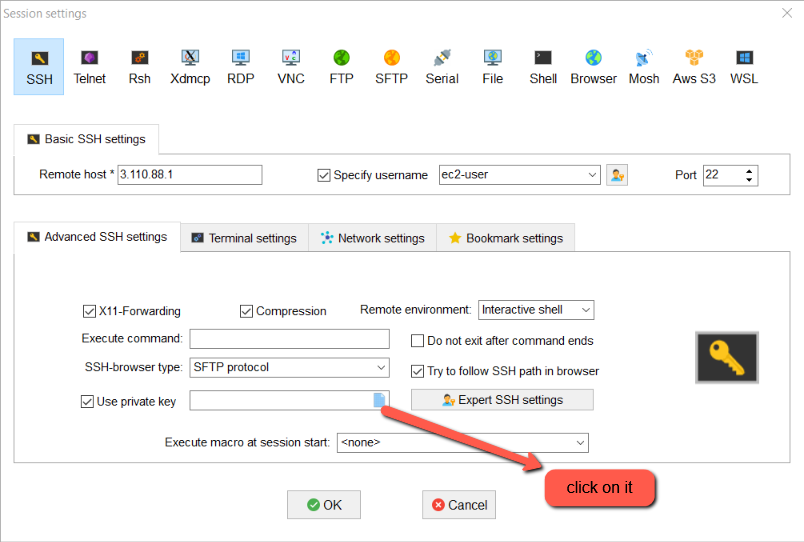 Session settings
SSH Telnet Rsh Xdmcp RDP VNC FTP SFTP Serial File Shell Browser Mosh Aws S3 WSL
Basic SSH settings
Remote host * 3.110.88.1 Specify username ec2-user Port 22
Advanced SSH settings Terminal settings Network settings Bookmark settings
X11-Forwarding Compression Remote environment: Interactive shell
Execute command: Do not exit after command ends
SSH-browser type: SFTP protocol Try to follow SSH path in browser
Use private key Expert SSH settings
Execute macro at session start: <none>
click on it
OK Cancel